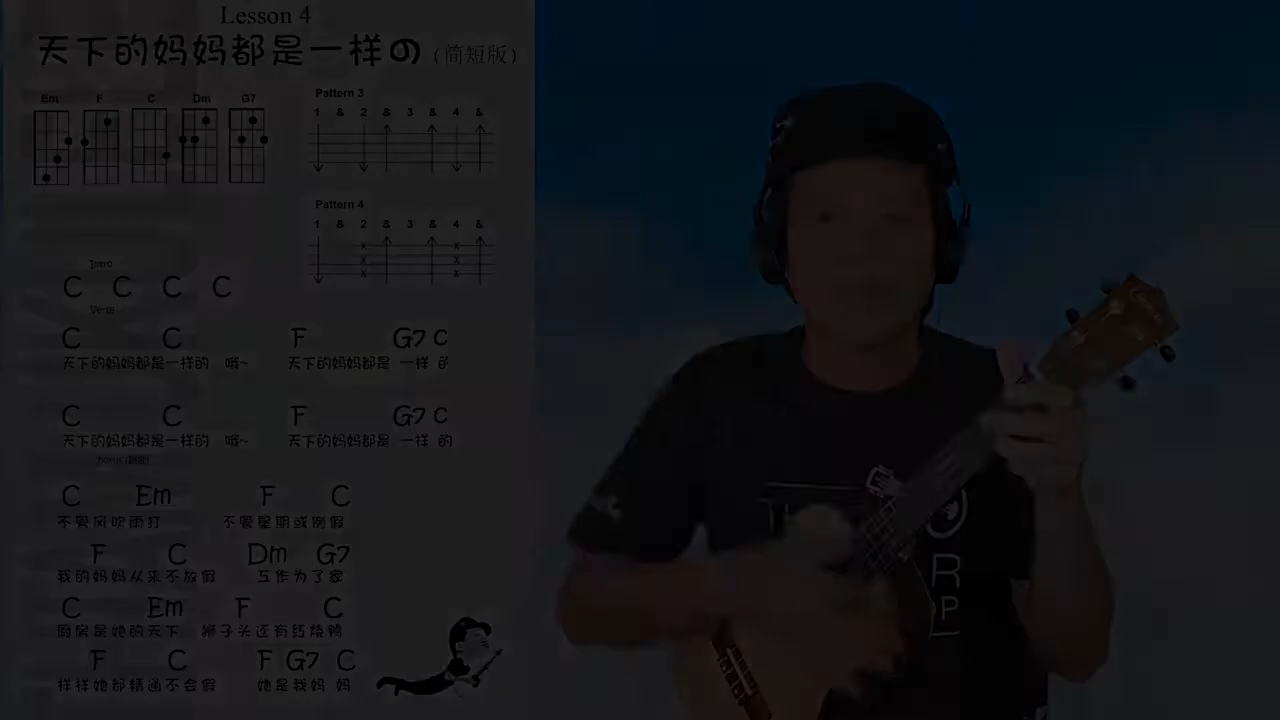 Lesson 4
天下的妈妈都是一样の (简短版)
Em F C Dm G7
Pattern 3
1 & 2 & 3 & 4 &
Pattern 4
1 & 2 & 3 & 4 &
x x
x x
x x
Intro
C C C C
Verse
C C F G7 C
天下的妈妈都是一样的 哦~ 天下的妈妈都是 一样 的
C C F G7 C
天下的妈妈都是一样的 哦~ 天下的妈妈都是 一样 的
C Em F C
不管风吹雨打 不管星期或例假
F C Dm G7
我的妈妈从来不放假 工作为了家
C Em F C
厨房是她的天下 狮子头还有红烧鸭
F C F G7 C
样样她都精通不会假 她是我妈 妈
R
P